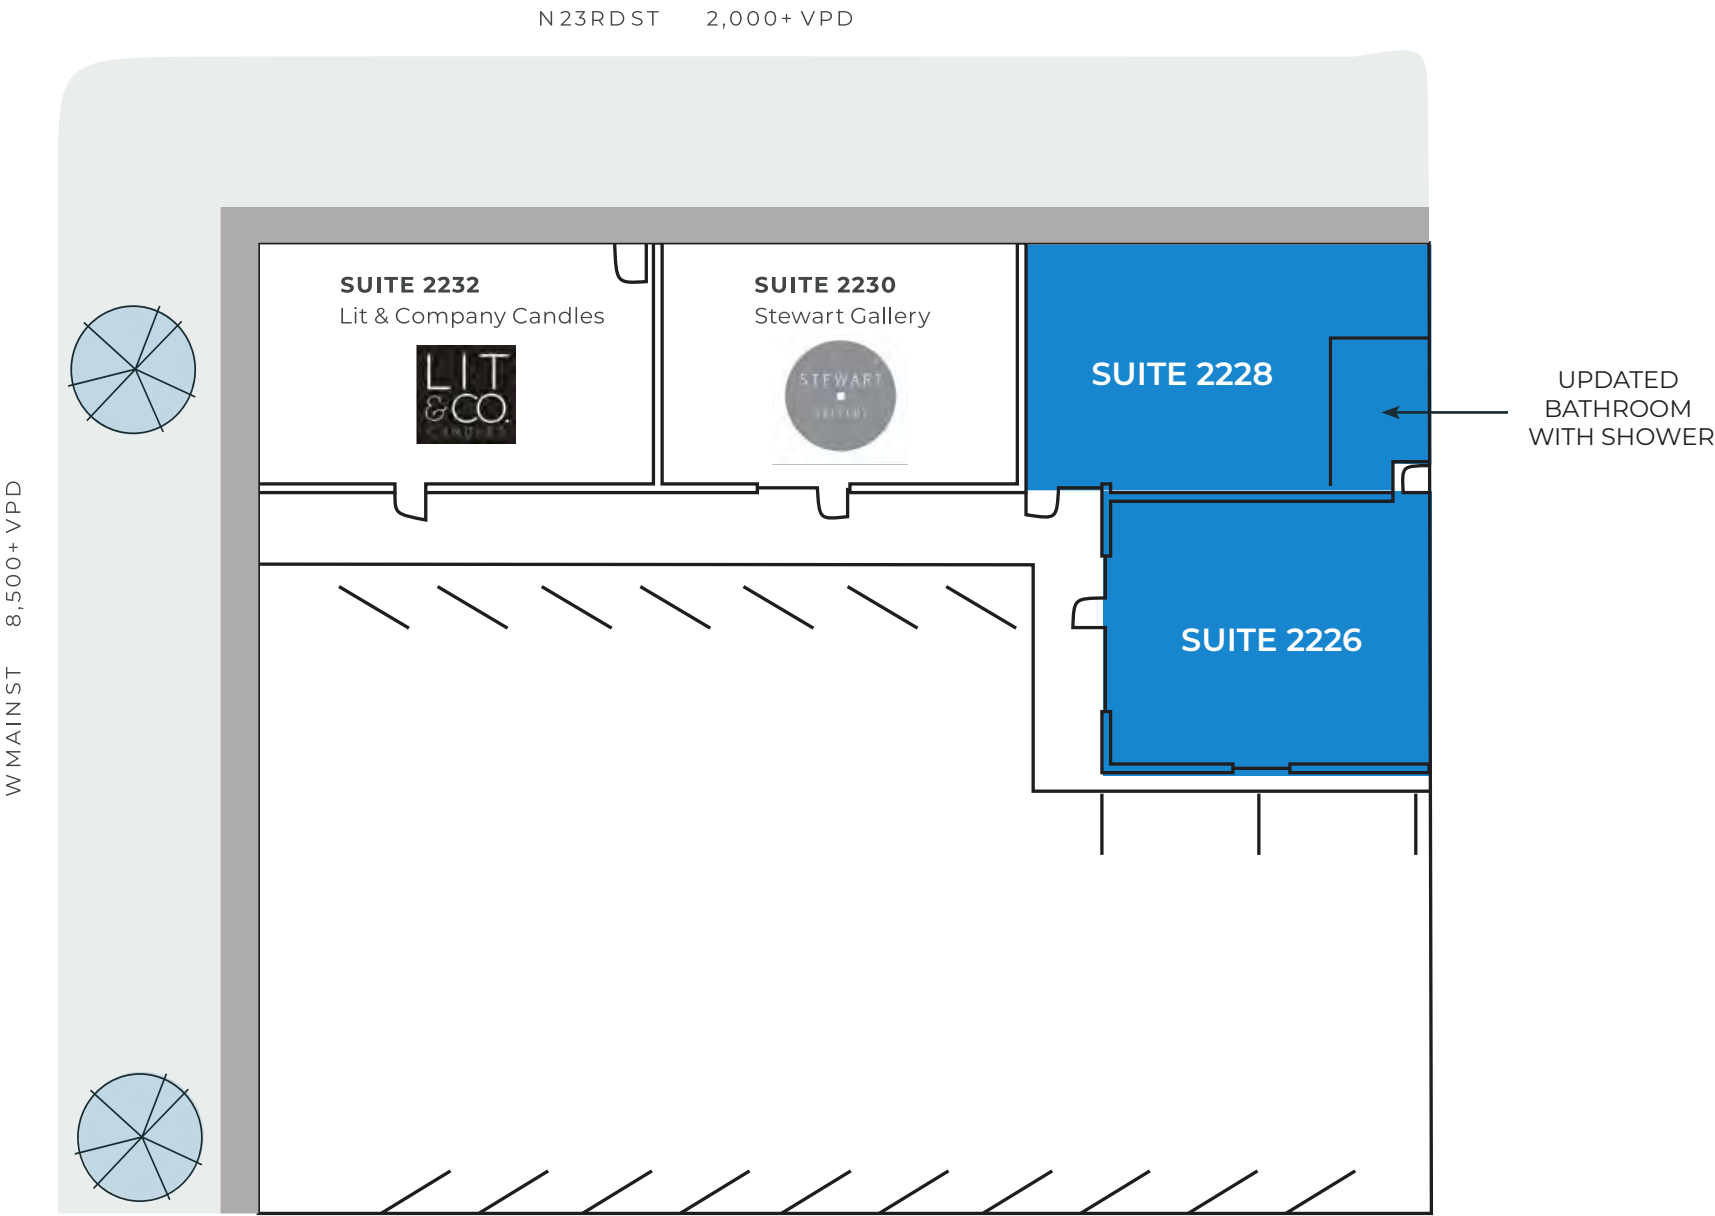 N 23RD ST 2,000+ VPD
W MAIN ST 8,500+ VPD
SUITE 2232
Lit & Company Candles
LIT
& CO.
CANDLES
SUITE 2230
Stewart Gallery
STEWART
SUITE 2228
UPDATED
BATHROOM
WITH SHOWER
SUITE 2226